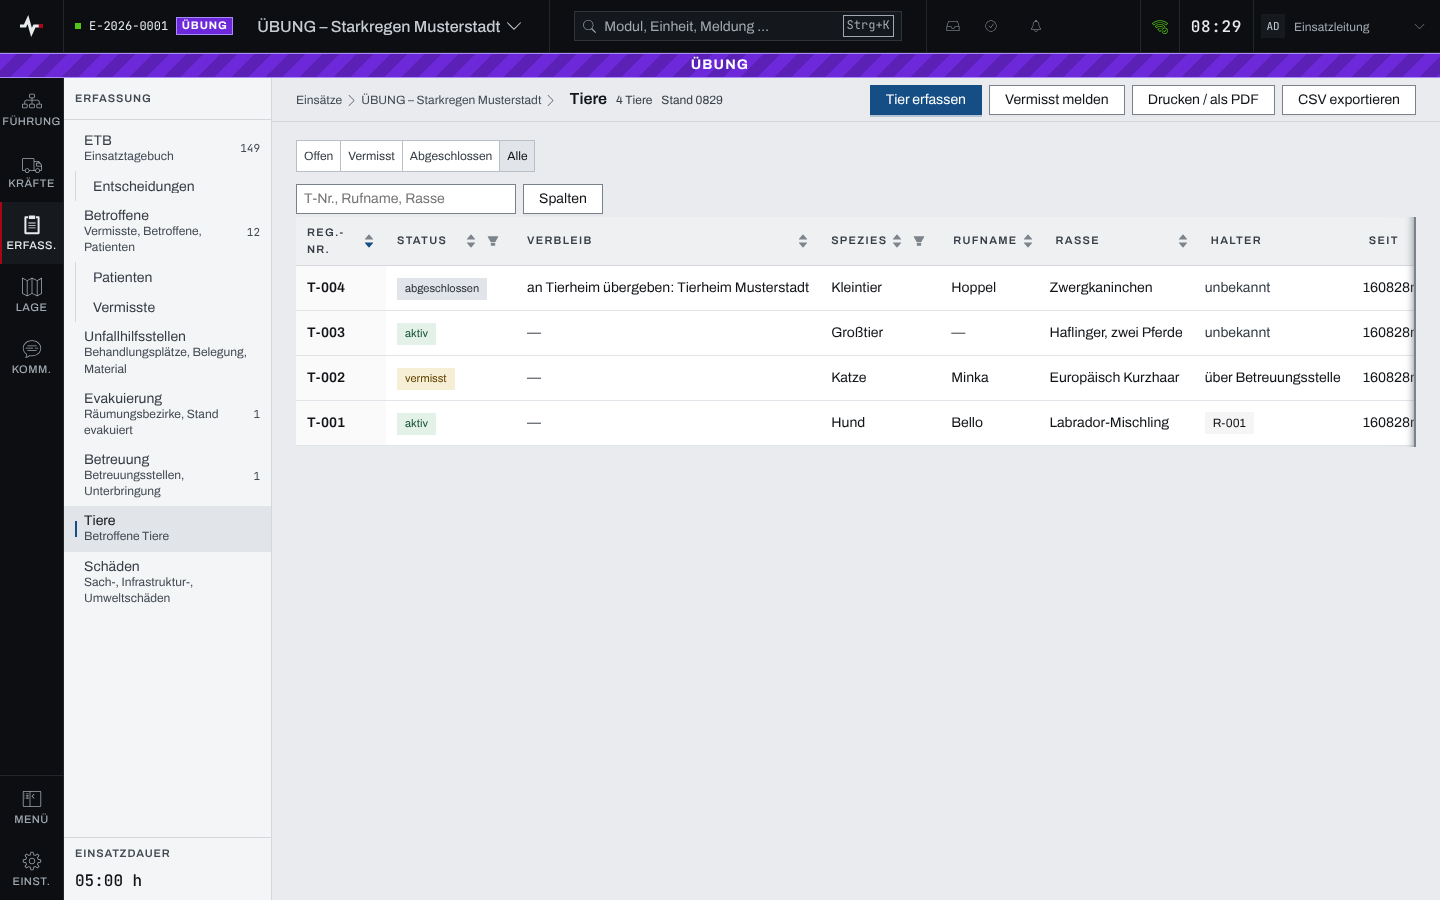 E-2026-0001 ÜBUNG ÜBUNG – Starkregen Musterstadt
Modul, Einheit, Meldung ... Strg+K
08:29
AD Einsatzleitung
ÜBUNG
FÜHRUNG
KRÄFTE
ERFASS.
LAGE
KOMM.
MENÜ
EINST.
ERFASSUNG
ETB
Einsatztagebuch
149
Entscheidungen
Betroffene
Vermisste, Betroffene,
Patienten
12
Patienten
Vermisste
Unfallhilfsstellen
Behandlungsplätze, Belegung,
Material
Evakuierung
Räumungsbezirke, Stand
evakuiert
1
Betreuung
Betreuungsstellen,
Unterbringung
1
Tiere
Betroffene Tiere
Schäden
Sach-, Infrastruktur-,
Umweltschäden
EINSATZDAUER
05:00 h
Einsätze ÜBUNG – Starkregen Musterstadt Tiere 4 Tiere Stand 0829
Tier erfassen Vermisst melden Drucken / als PDF CSV exportieren
Offen Vermisst Abgeschlossen Alle
T-Nr., Rufname, Rasse Spalten
REG.-
NR.
STATUS VERBLEIB SPEZIES RUFNAME RASSE HALTER SEIT
T-004 abgeschlossen an Tierheim übergeben: Tierheim Musterstadt Kleintier Hoppel Zwergkaninchen unbekannt 160828
T-003 aktiv — Großtier — Haflinger, zwei Pferde unbekannt 160828
T-002 vermisst — Katze Minka Europäisch Kurzhaar über Betreuungsstelle 160828
T-001 aktiv — Hund Bello Labrador-Mischling R-001 160828